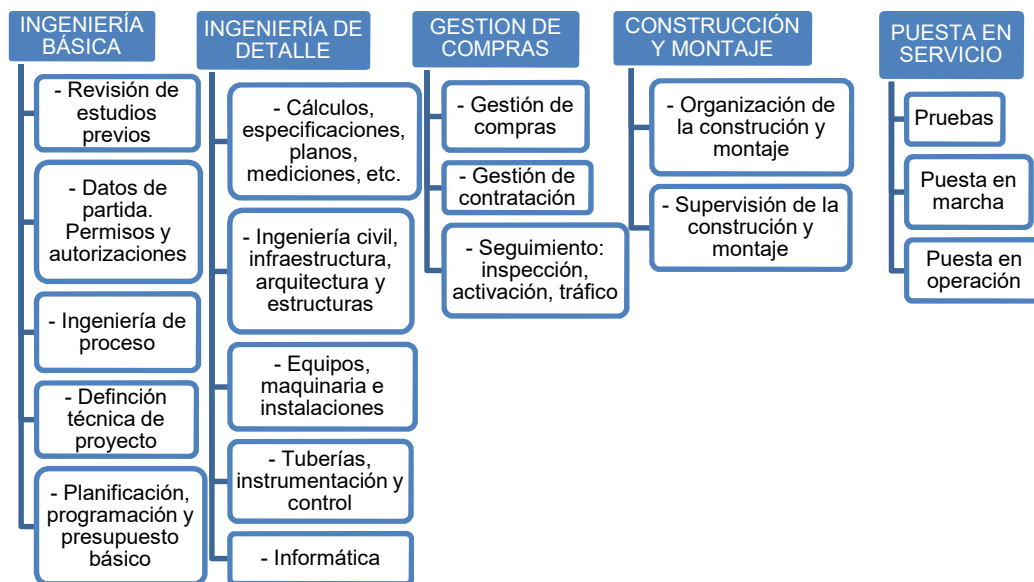 INGENIERÍA
BÁSICA
- Revisión de
estudios
previos
- Datos de
partida.
Permisos y
autorizaciones
- Ingeniería de
proceso
- Definción
técnica de
proyecto
- Planificación,
programación y
presupuesto
básico
INGENIERÍA DE
DETALLE
- Cálculos,
especificaciones,
planos,
mediciones, etc.
- Ingeniería civil,
infraestructura,
arquitectura y
estructuras
- Equipos,
maquinaria e
instalaciones
- Tuberías,
instrumentación y
control
- Informática
GESTION DE
COMPRAS
- Gestión de
compras
- Gestión de
contratación
- Seguimiento:
inspección,
activación, tráfico
CONSTRUCCIÓN
Y MONTAJE
- Organización de
la construción y
montaje
- Supervisión de la
construción y
montaje
PUESTA EN
SERVICIO
Pruebas
Puesta en
marcha
Puesta en
operación